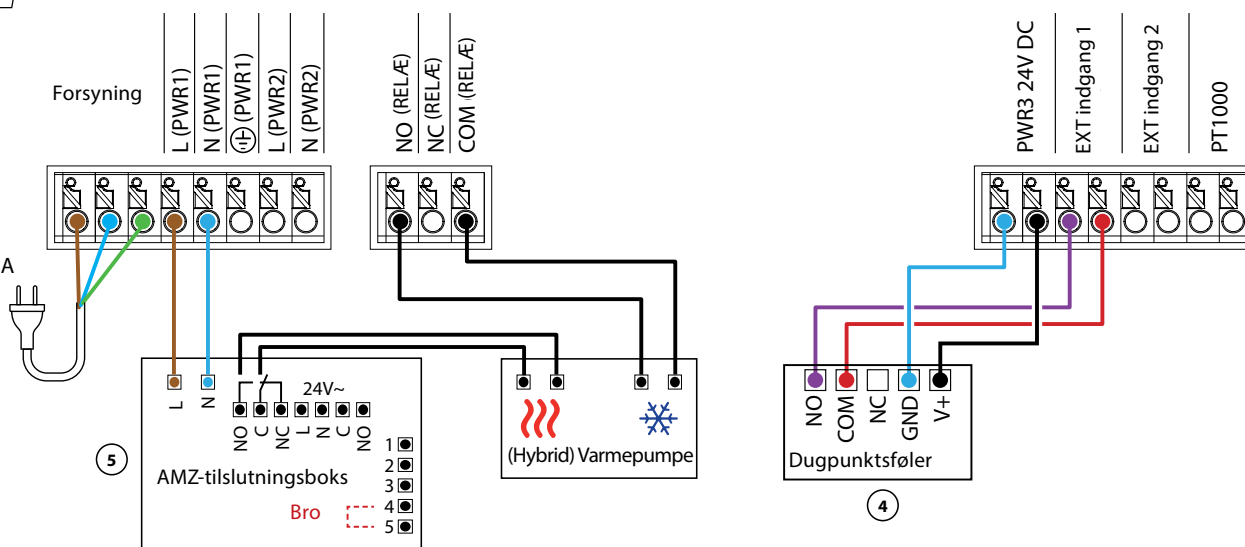 Forsyning
L (PWR1)
N (PWR1)
(PWR1)
L (PWR2)
N (PWR2)
NO (RELÆ)
NC (RELÆ)
COM (RELÆ)
PWR3 24V DC
EXT indgang 1
EXT indgang 2
PT1000
A
L
N
24V~
NO
C
NC
L
N
C
NO
1
2
3
4
5
5
AMZ-tilslutningsboks
Bro
(Hybrid) Varmepumpe
NO
COM
NC
GND
V+
Dugpunktsføler
4